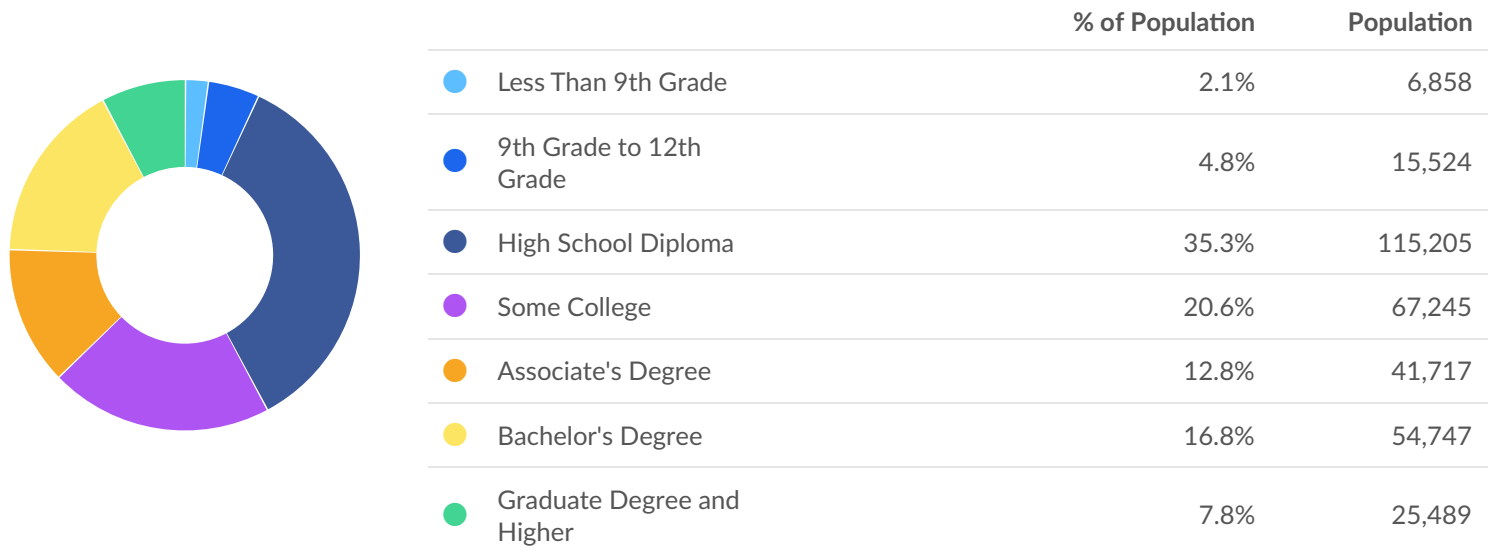 % of Population Population
Less Than 9th Grade 2.1% 6,858
9th Grade to 12th
Grade 4.8% 15,524
High School Diploma 35.3% 115,205
Some College 20.6% 67,245
Associate's Degree 12.8% 41,717
Bachelor's Degree 16.8% 54,747
Graduate Degree and
Higher 7.8% 25,489